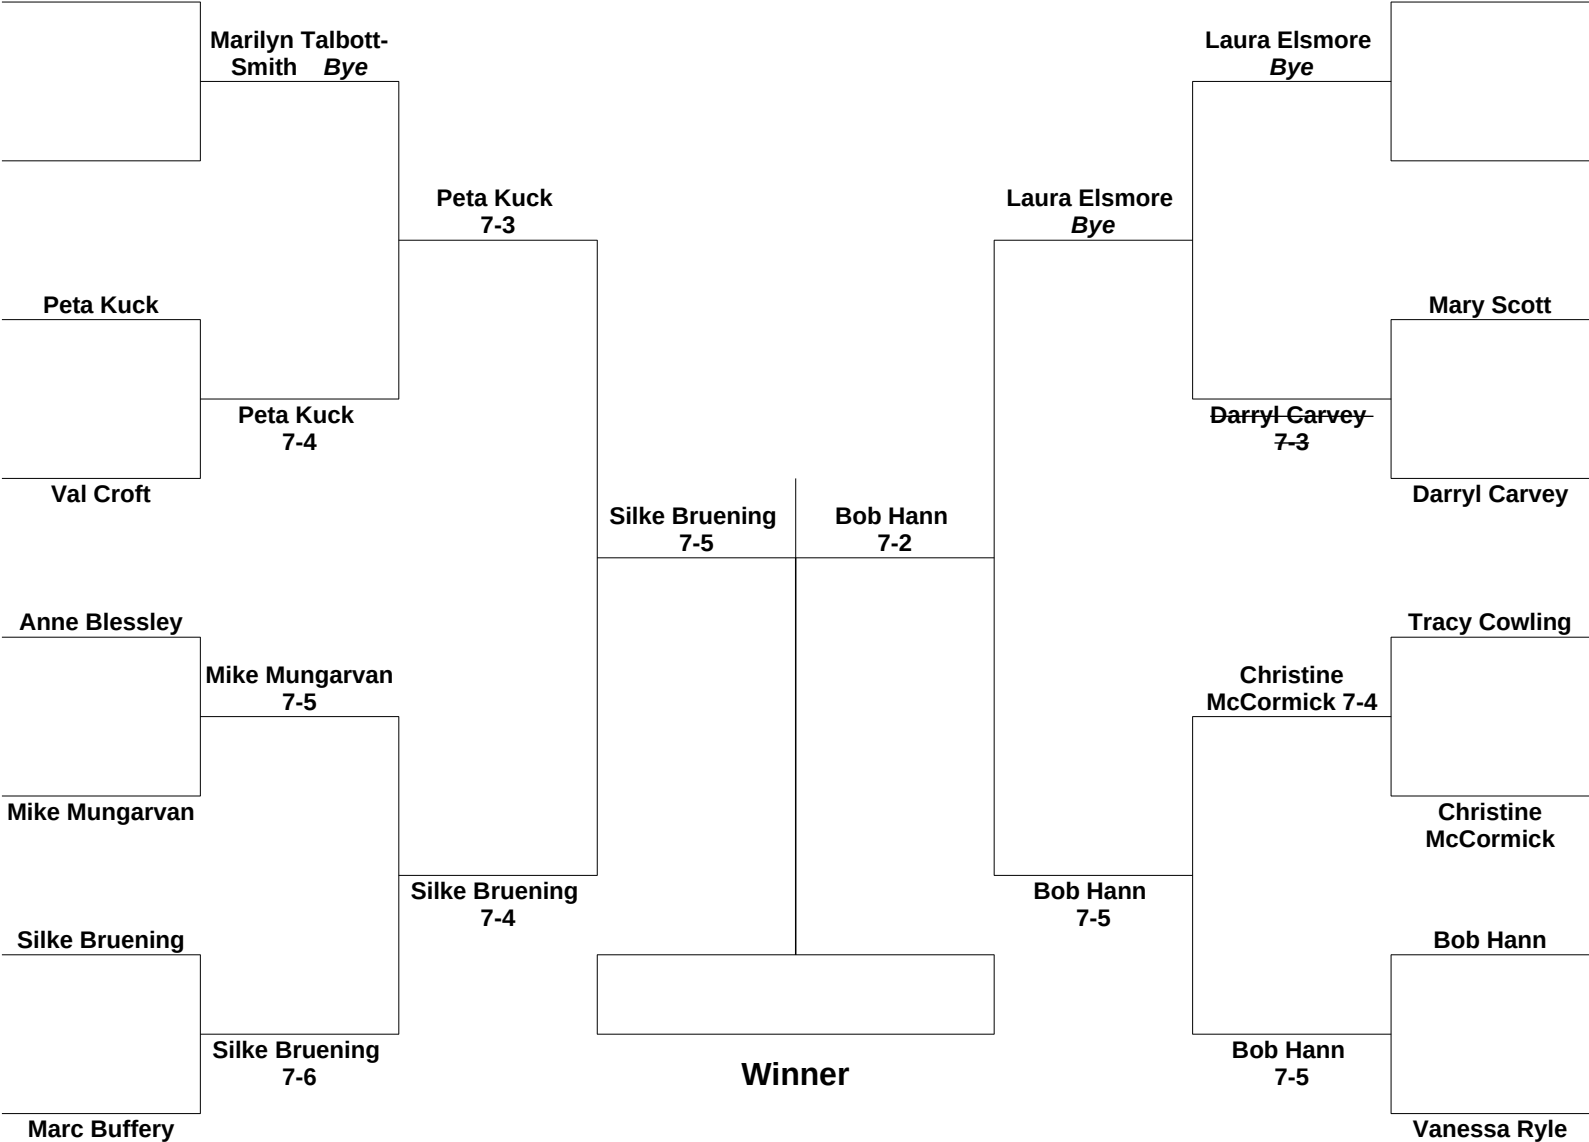 Marilyn Talbott-
Smith Bye
Peta Kuck
7-3
Peta Kuck
Peta Kuck
7-4
Val Croft
Silke Bruening
7-5
Anne Blessley
Mike Mungarvan
7-5
Mike Mungarvan
Silke Bruening
7-4
Silke Bruening
Silke Bruening
7-6
Marc Buffery
Laura Elsmore
Bye
Laura Elsmore
Bye
Mary Scott
Darryl Carvey
7-3
Darryl Carvey
Bob Hann
7-2
Tracy Cowling
Christine
McCormick 7-4
Christine
McCormick
Bob Hann
7-5
Bob Hann
Bob Hann
7-5
Vanessa Ryle
Winner